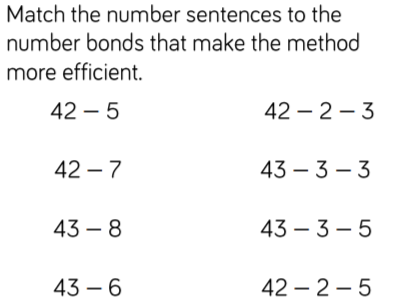 Match the number sentences to the
number bonds that make the method
more efficient.
42 – 5 42 – 2 – 3
42 – 7 43 – 3 – 3
43 – 8 43 – 3 – 5
43 – 6 42 – 2 – 5